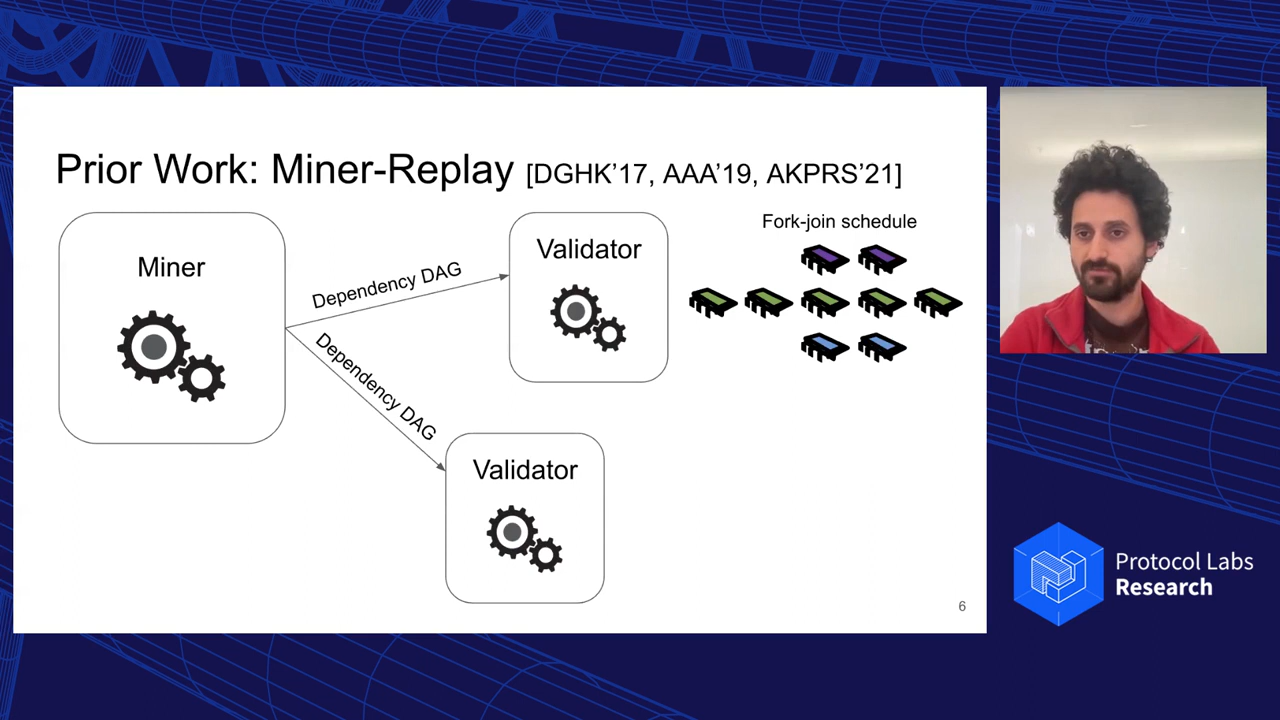 Prior Work: Miner-Replay [DGHK’17, AAA’19, AKPRS’21]
Miner
Dependency DAG
Dependency DAG
Validator
Fork-join schedule
Validator
6
Protocol Labs
Research